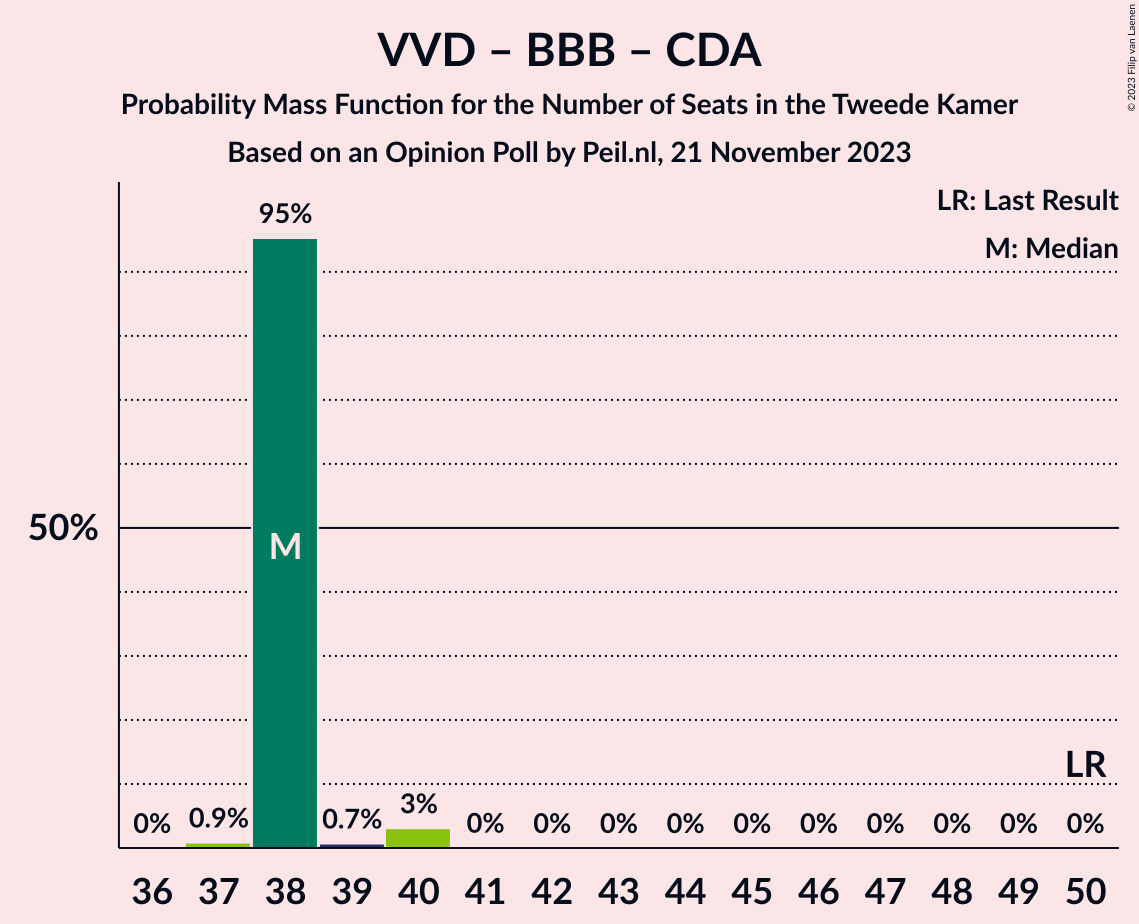 VVD – BBB – CDA
Probability Mass Function for the Number of Seats in the Tweede Kamer
Based on an Opinion Poll by Peil.nl, 21 November 2023
© 2023 Filip van Laenen
LR: Last Result
M: Median
95%
50%
M
LR
0% 0.9% 0.7% 3% 0% 0% 0% 0% 0% 0% 0% 0% 0% 0%
36 37 38 39 40 41 42 43 44 45 46 47 48 49 50